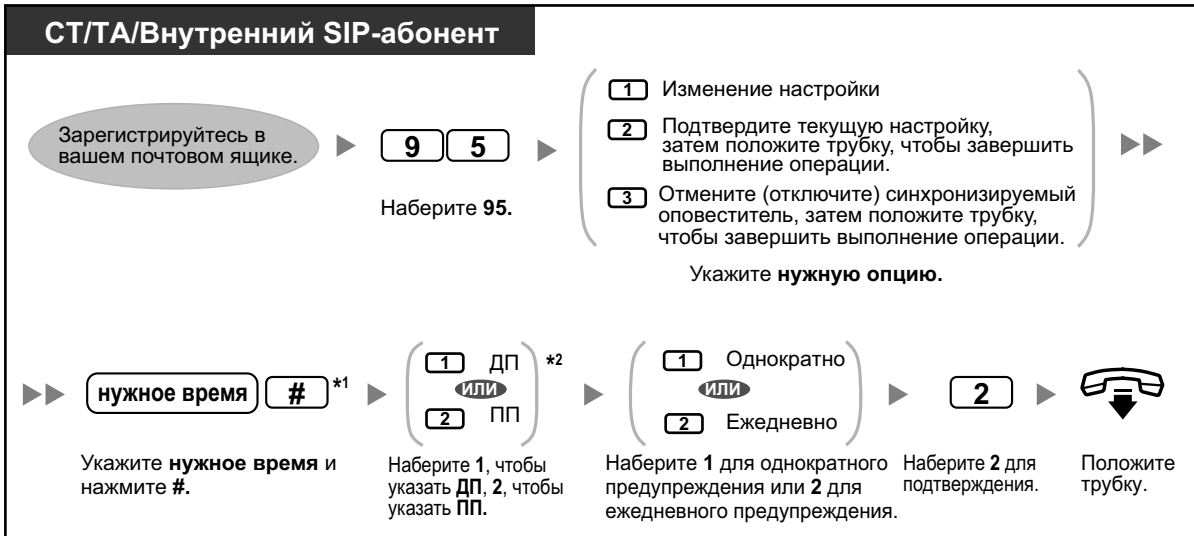 СТ/ТА/Внутренний SIP-абонент
Зарегистрируйтесь в
вашем почтовом ящике.
9 5
Наберите 95.
1 Изменение настройки
2 Подтвердите текущую настройку,
затем положите трубку, чтобы завершить
выполнение операции.
3 Отмените (отключите) синхронизируемый
оповеститель, затем положите трубку,
чтобы завершить выполнение операции.
Укажите нужную опцию.
нужное время # *1
Укажите нужное время и
нажмите #.
1 ДП *2
ИЛИ
2 ПП
Наберите 1, чтобы
указать ДП, 2, чтобы
указать ПП.
1 Однократно
ИЛИ
2 Ежедневно
Наберите 1 для однократного
предупреждения или 2 для
ежедневного предупреждения.
2
Наберите 2 для
подтверждения.
Положите
трубку.